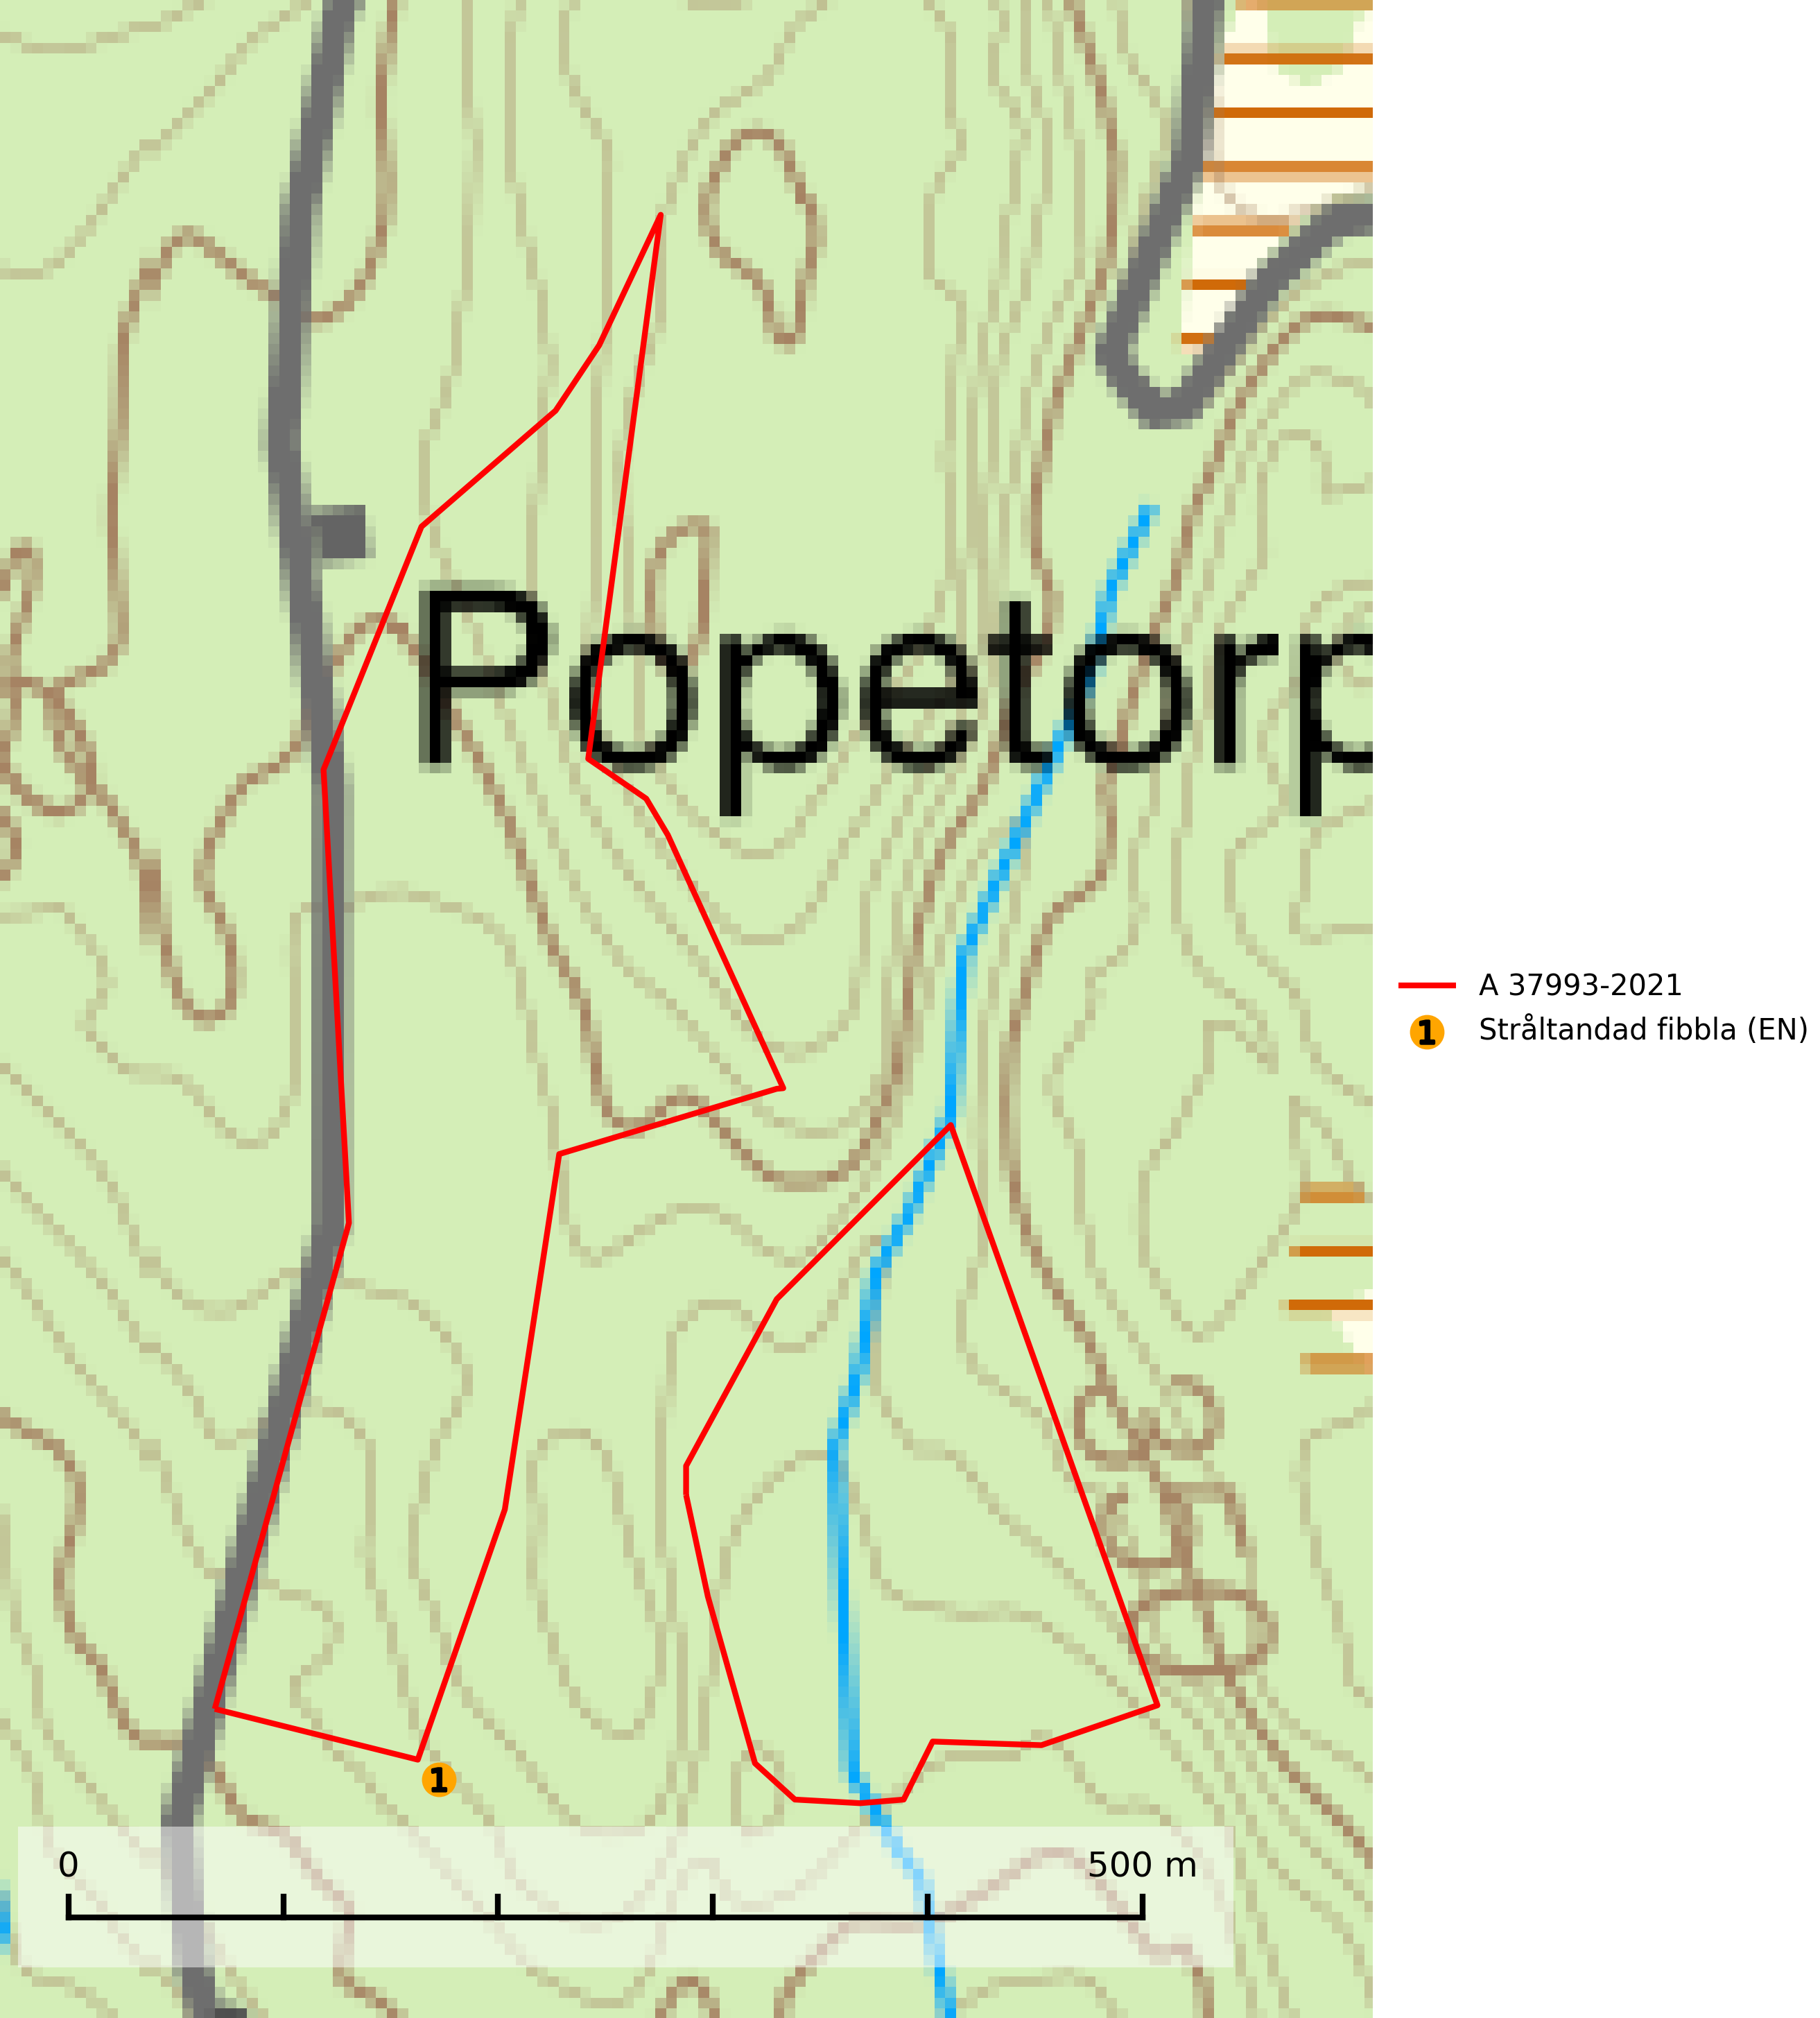 Popetorp
A 37993-2021
1 Stråltandad fibbla (EN)
1
0 500 m